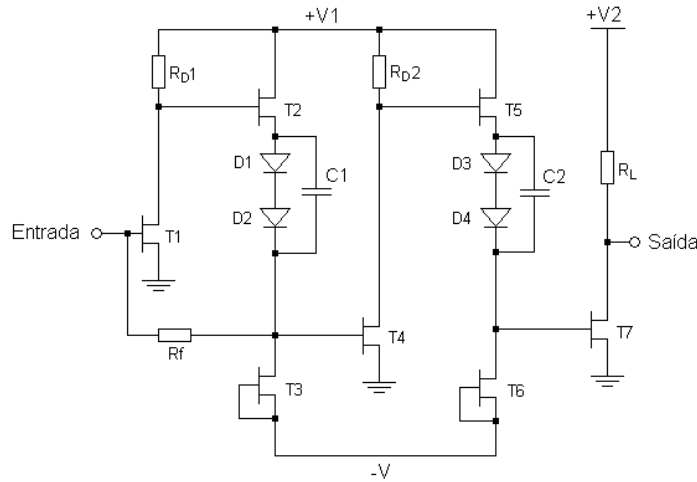 +V1
+V2
RD1
RD2
T2
T5
D1
C1
D3
C2
RL
D2
D4
Entrada
T1
Saída
Rf
T4
T7
T3
T6
-V